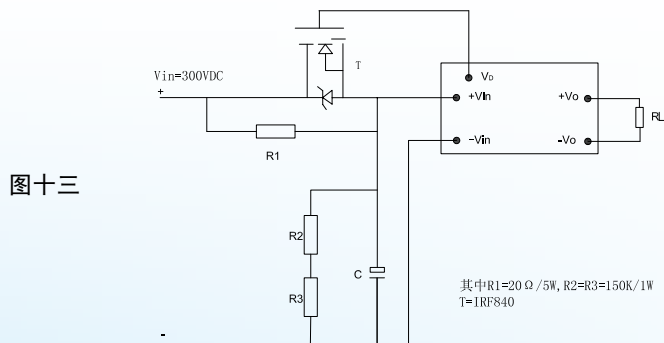 Vin=300VDC
+
T
VD
+VIn
+Vo
RL
-Vin
-Vo
R1
图十三
R2
C
R3
其中R1=20Ω/5W,R2=R3=150K/1W
T=IRF840
-